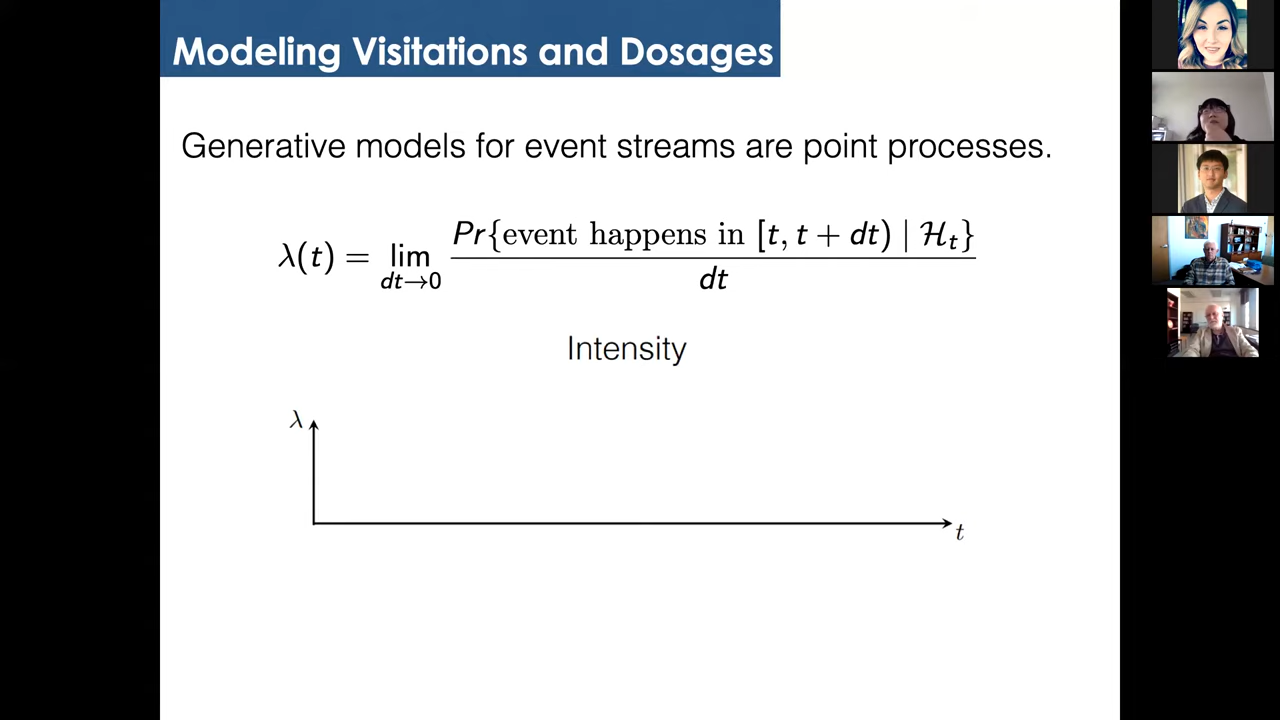 Modeling Visitations and Dosages
Generative models for event streams are point processes.
λ(t) = lim_{dt→0} Pr{event happens in [t, t + dt) | ℋ_t} / dt
Intensity
λ
t